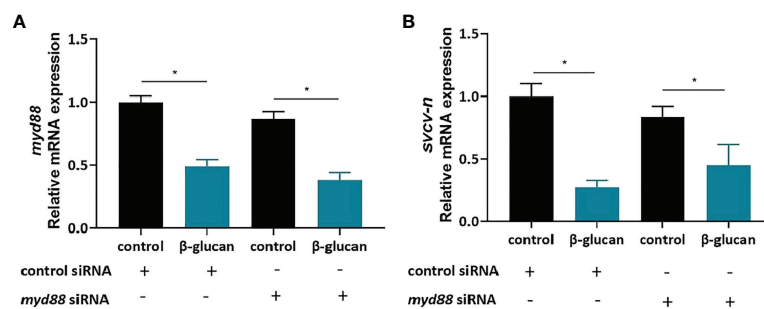 A
myd88
Relative mRNA expression
1.5
1.0
0.5
0.0
*
*
control β-glucan control β-glucan
control siRNA + + - -
myd88 siRNA - - + +
B
svcv-n
Relative mRNA expression
1.5
1.0
0.5
0.0
*
*
control β-glucan control β-glucan
control siRNA + + - -
myd88 siRNA - - + +